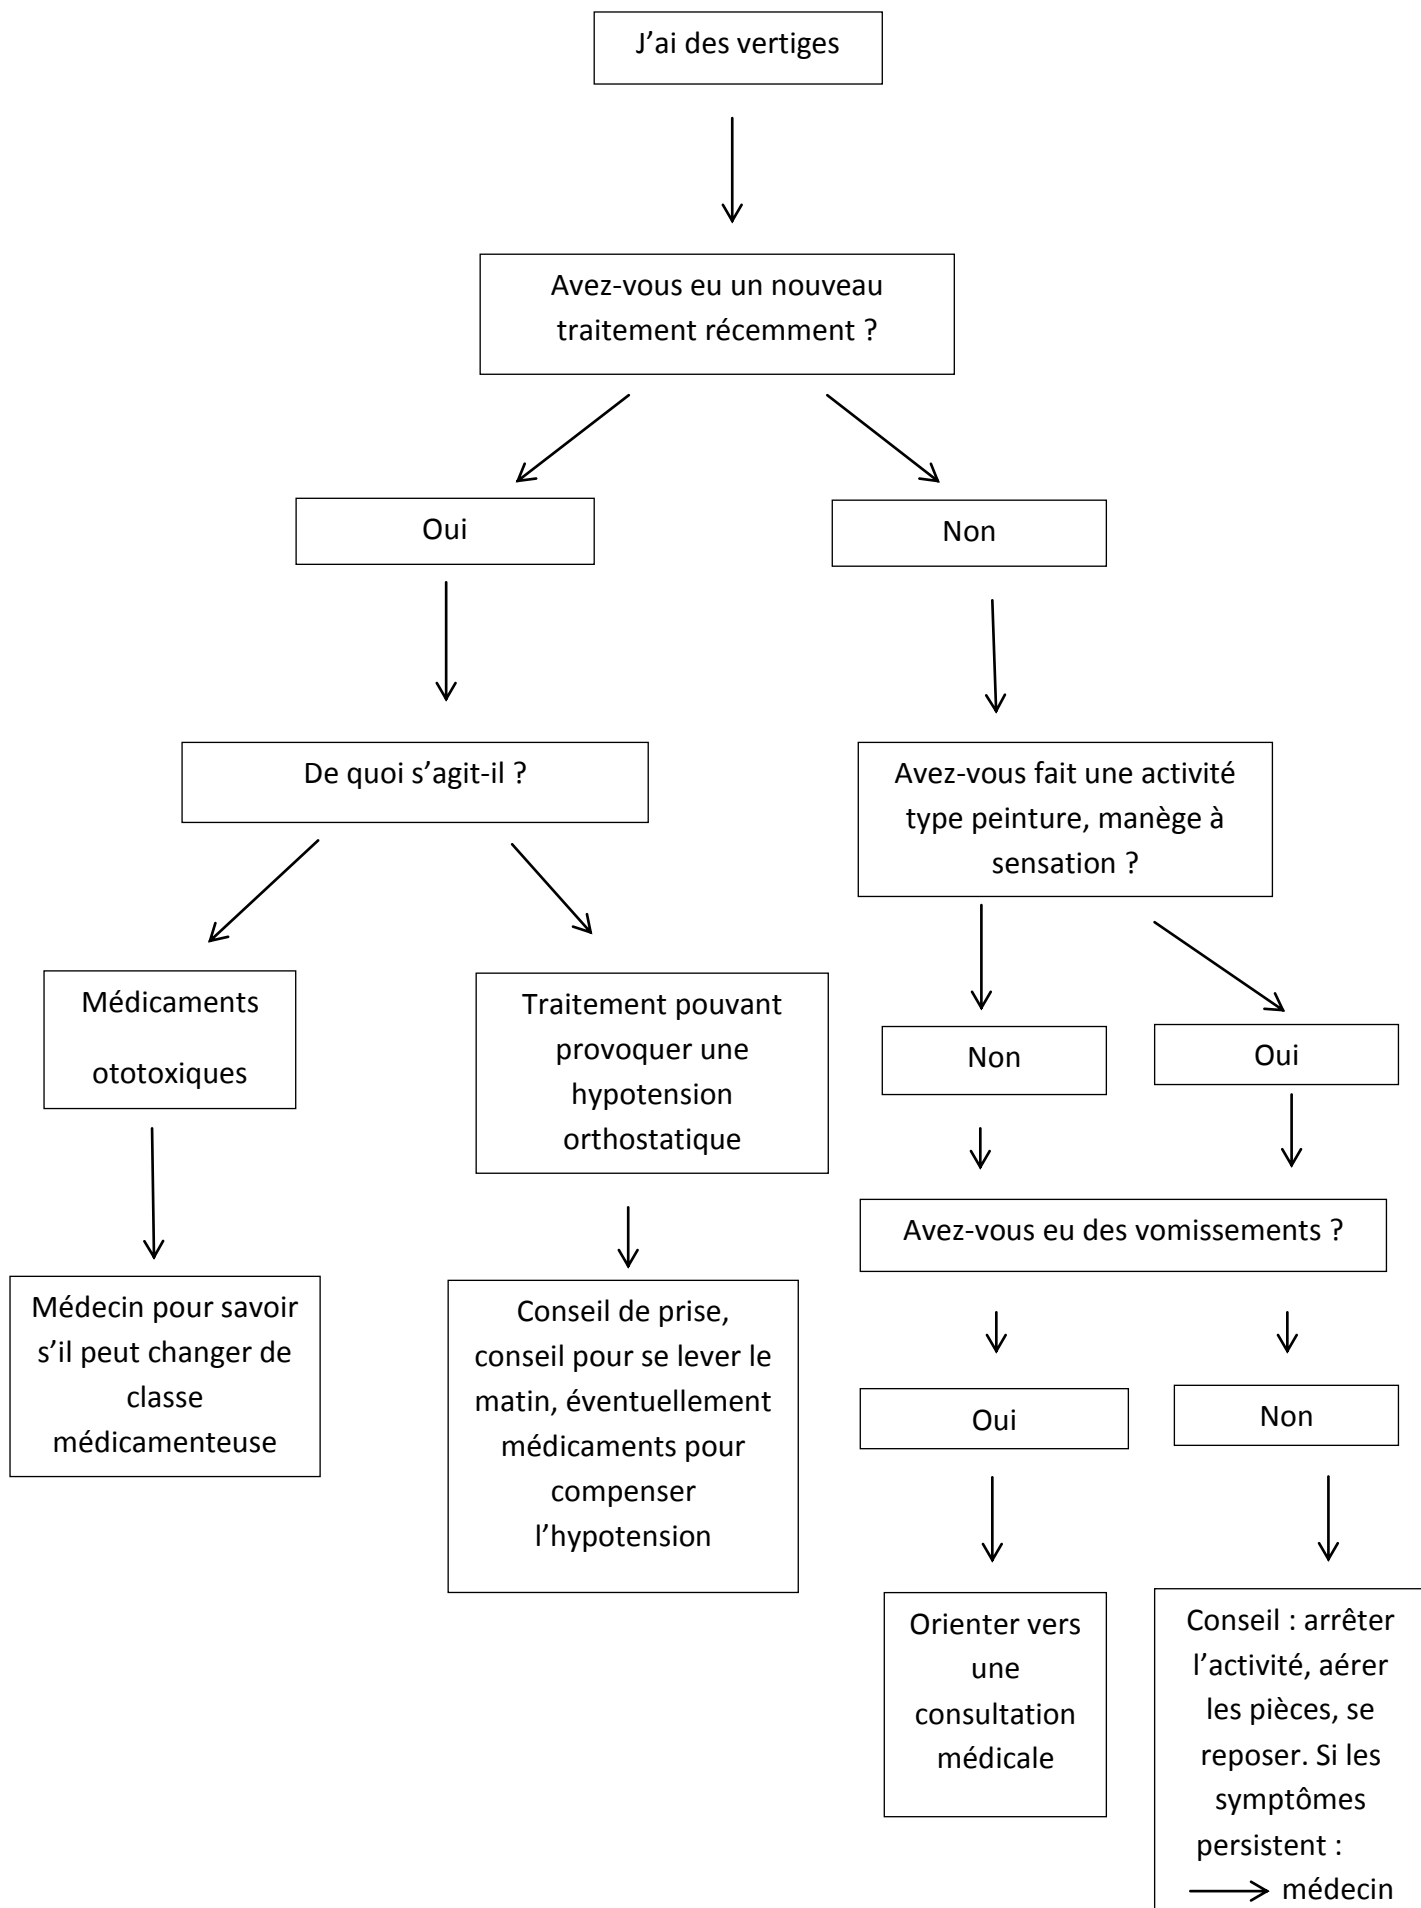 J’ai des vertiges
Avez-vous eu un nouveau
traitement récemment ?
Oui
Non
De quoi s’agit-il ?
Avez-vous fait une activité
type peinture, manège à
sensation ?
Médicaments
ototoxiques
Traitement pouvant
provoquer une
hypotension
orthostatique
Non
Oui
Avez-vous eu des vomissements ?
Médecin pour savoir
s’il peut changer de
classe
médicamenteuse
Conseil de prise,
conseil pour se lever le
matin, éventuellement
médicaments pour
compenser
l’hypotension
Oui
Non
Orienter vers
une
consultation
médicale
Conseil : arrêter
l’activité, aérer
les pièces, se
reposer. Si les
symptômes
persistent :
médecin